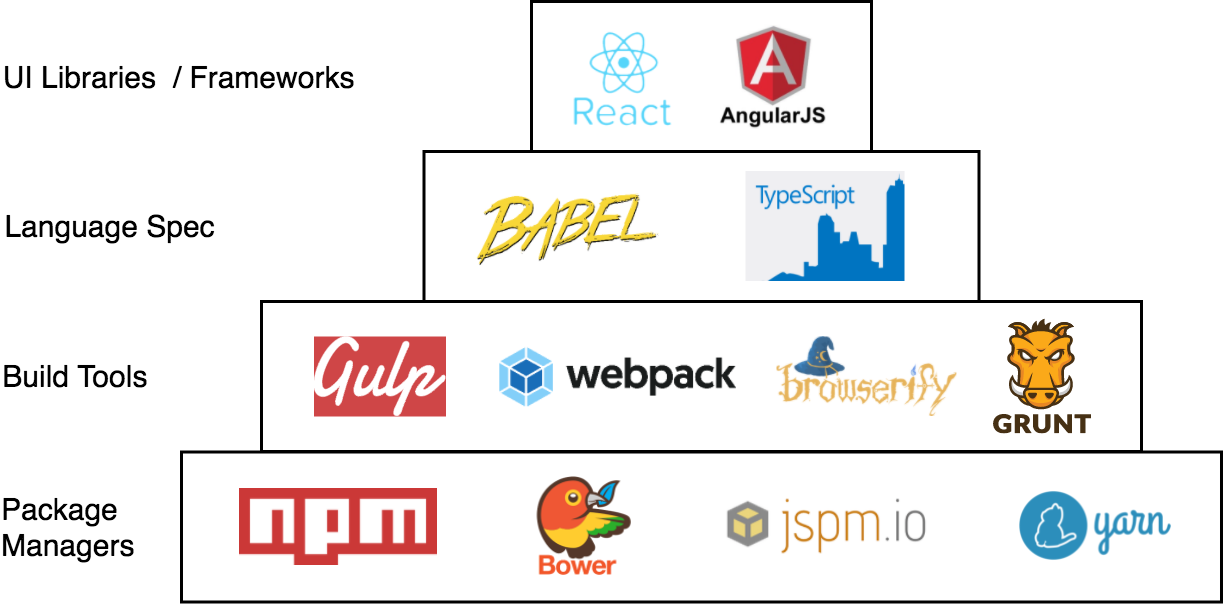 UI Libraries / Frameworks
React
AngularJS
Language Spec
BABEL
TypeScript
Build Tools
Gulp
webpack
browserify
GRUNT
Package
Managers
npm
Bower
jspm.io
yarn